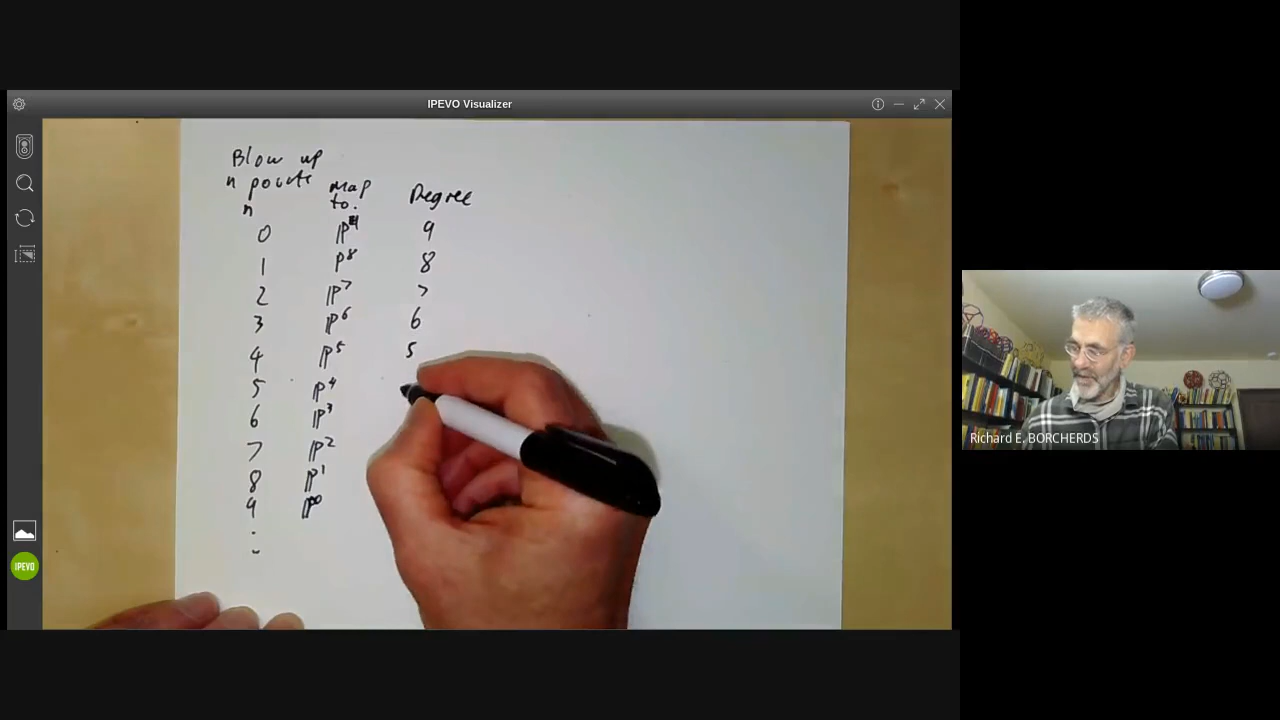 IPEVO Visualizer
Blow up
n points map Degree
n to.
0 P⁹ 9
1 P⁸ 8
2 P⁷ 7
3 P⁶ 6
4 P⁵ 5
5 P⁴
6 P³
7 P²
8 P¹
9 P⁰
IPEVO
Richard E. BORCHERDS